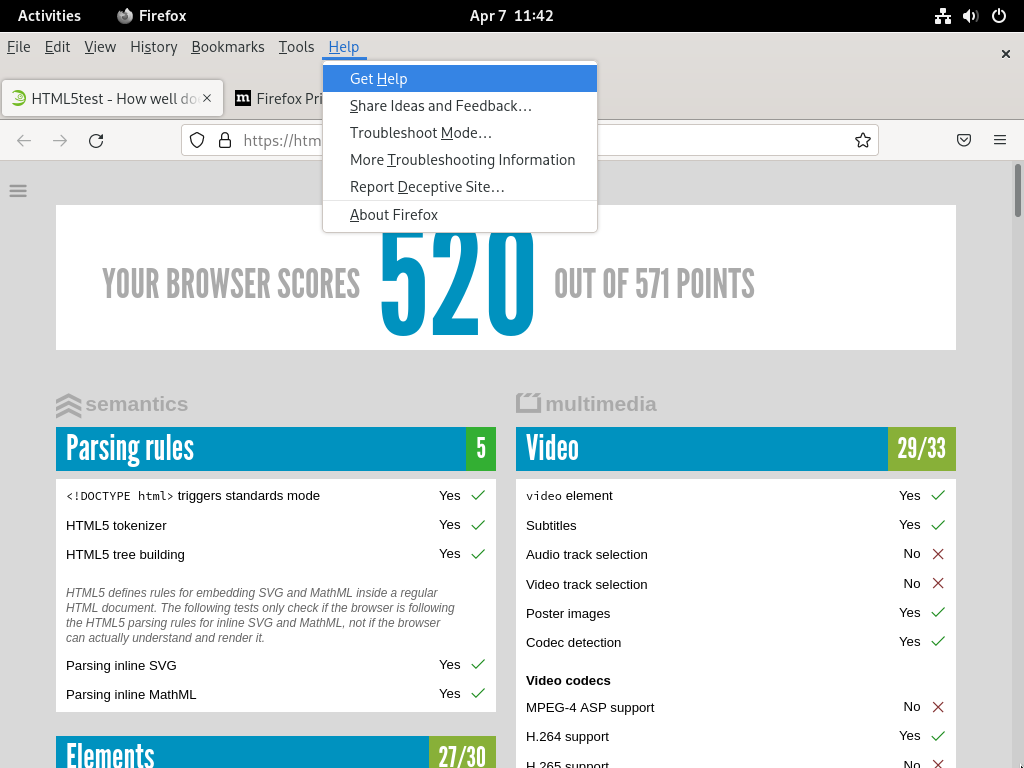 Activities Firefox Apr 7 11:42
File Edit View History Bookmarks Tools Help
Get Help
Share Ideas and Feedback…
Troubleshoot Mode…
More Troubleshooting Information
Report Deceptive Site…
About Firefox
HTML5test - How well do
Firefox Pri
https://htm
YOUR BROWSER SCORES 520 OUT OF 571 POINTS
semantics
Parsing rules 5
<!DOCTYPE html> triggers standards mode Yes
HTML5 tokenizer Yes
HTML5 tree building Yes
HTML5 defines rules for embedding SVG and MathML inside a regular
HTML document. The following tests only check if the browser is following
the HTML5 parsing rules for inline SVG and MathML, not if the browser
can actually understand and render it.
Parsing inline SVG Yes
Parsing inline MathML Yes
Elements 27/30
multimedia
Video 29/33
video element Yes
Subtitles Yes
Audio track selection No
Video track selection No
Poster images Yes
Codec detection Yes
Video codecs
MPEG-4 ASP support No
H.264 support Yes
H.265 support No